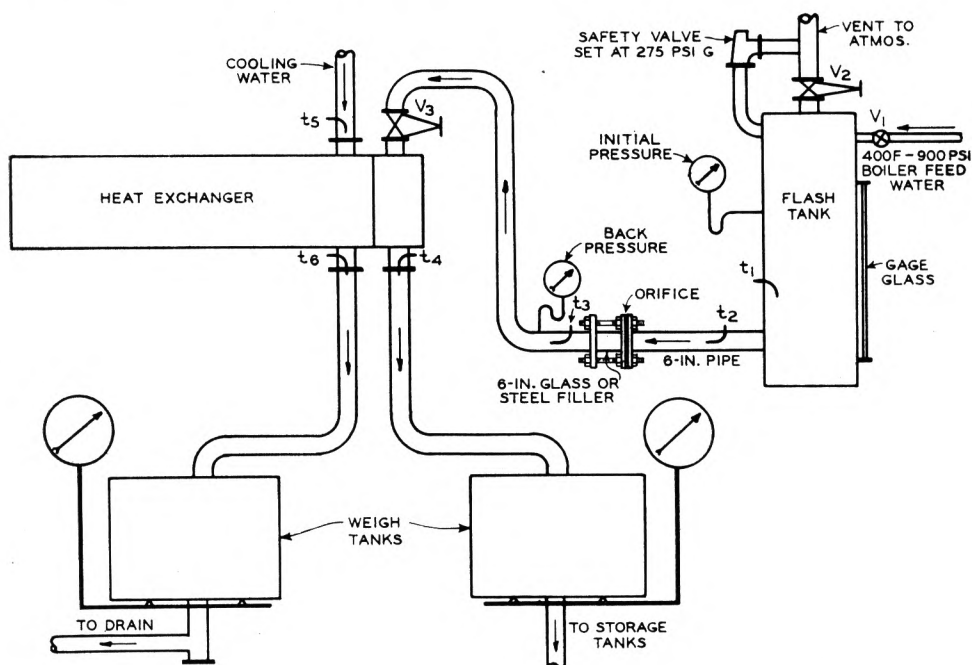 SAFETY VALVE
SET AT 275 PSI G
VENT TO
ATMOS.
COOLING
WATER
V3
V2
t5
V1
INITIAL
PRESSURE
400F-900PSI
BOILER FEED
WATER
HEAT EXCHANGER
FLASH
TANK
BACK
PRESSURE
t6
t4
t1
GAGE
GLASS
t3
ORIFICE
t2
6-IN. PIPE
6-IN. GLASS OR
STEEL FILLER
WEIGH
TANKS
TO DRAIN
TO STORAGE
TANKS